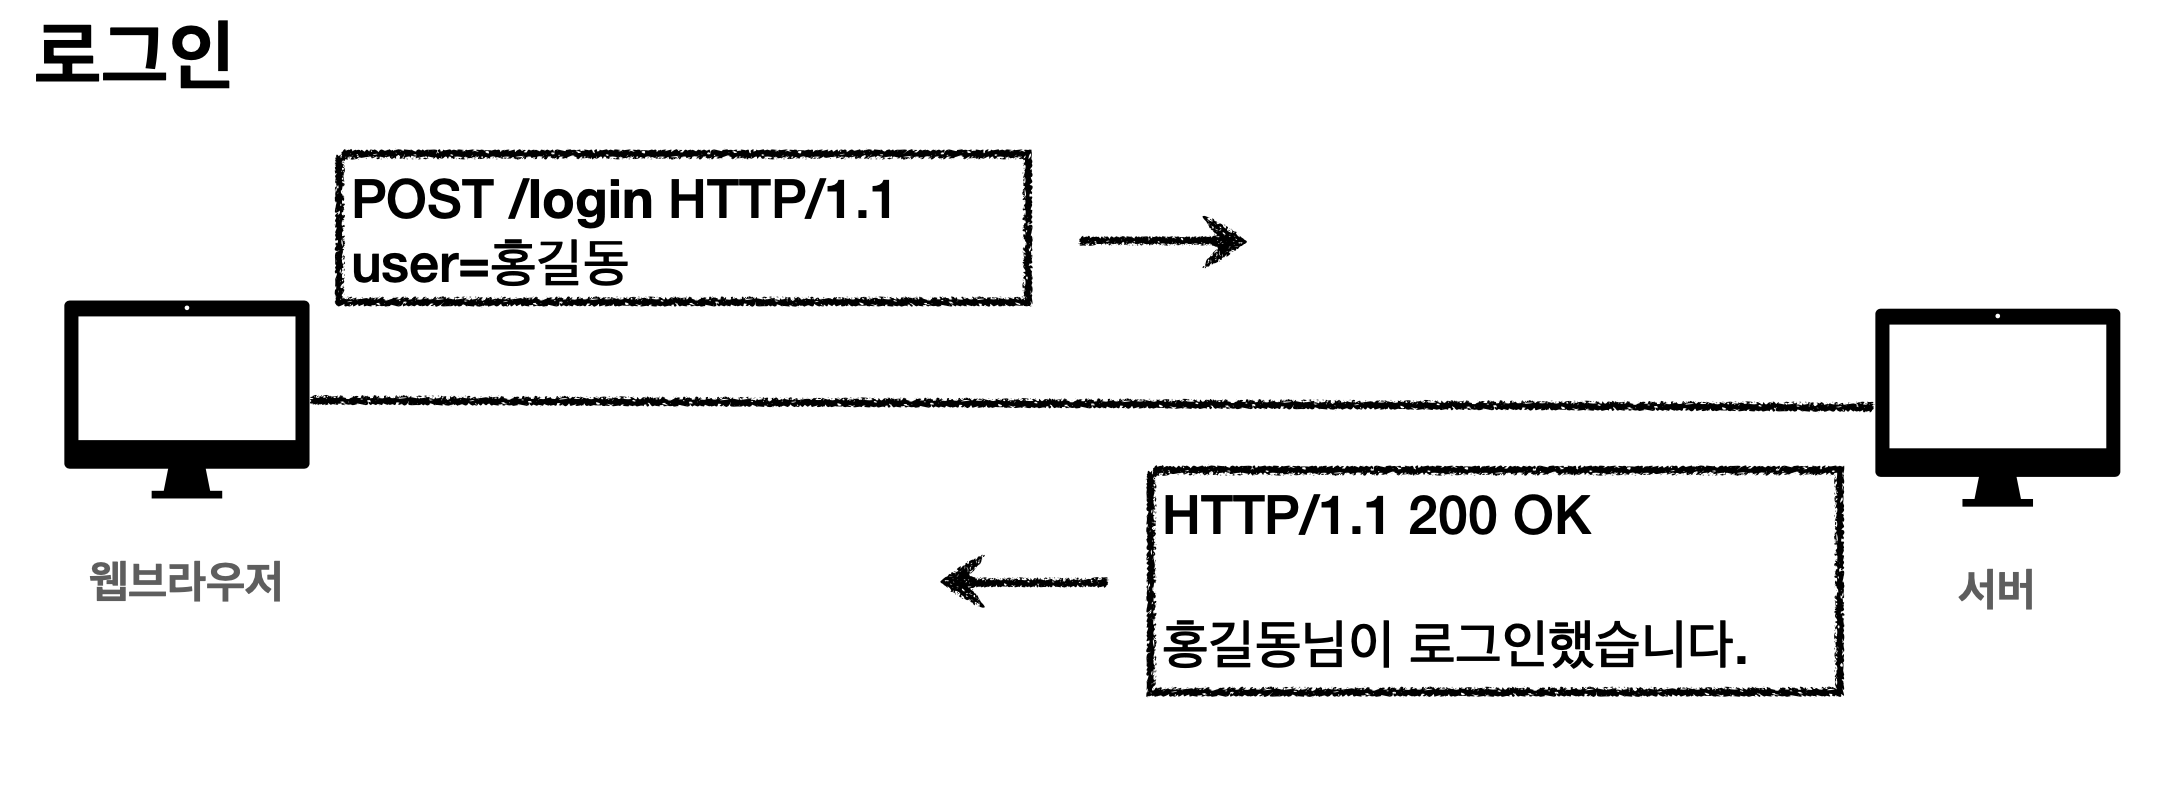 로그인
POST /login HTTP/1.1
user=홍길동
웹브라우저
서버
HTTP/1.1 200 OK
홍길동님이 로그인했습니다.